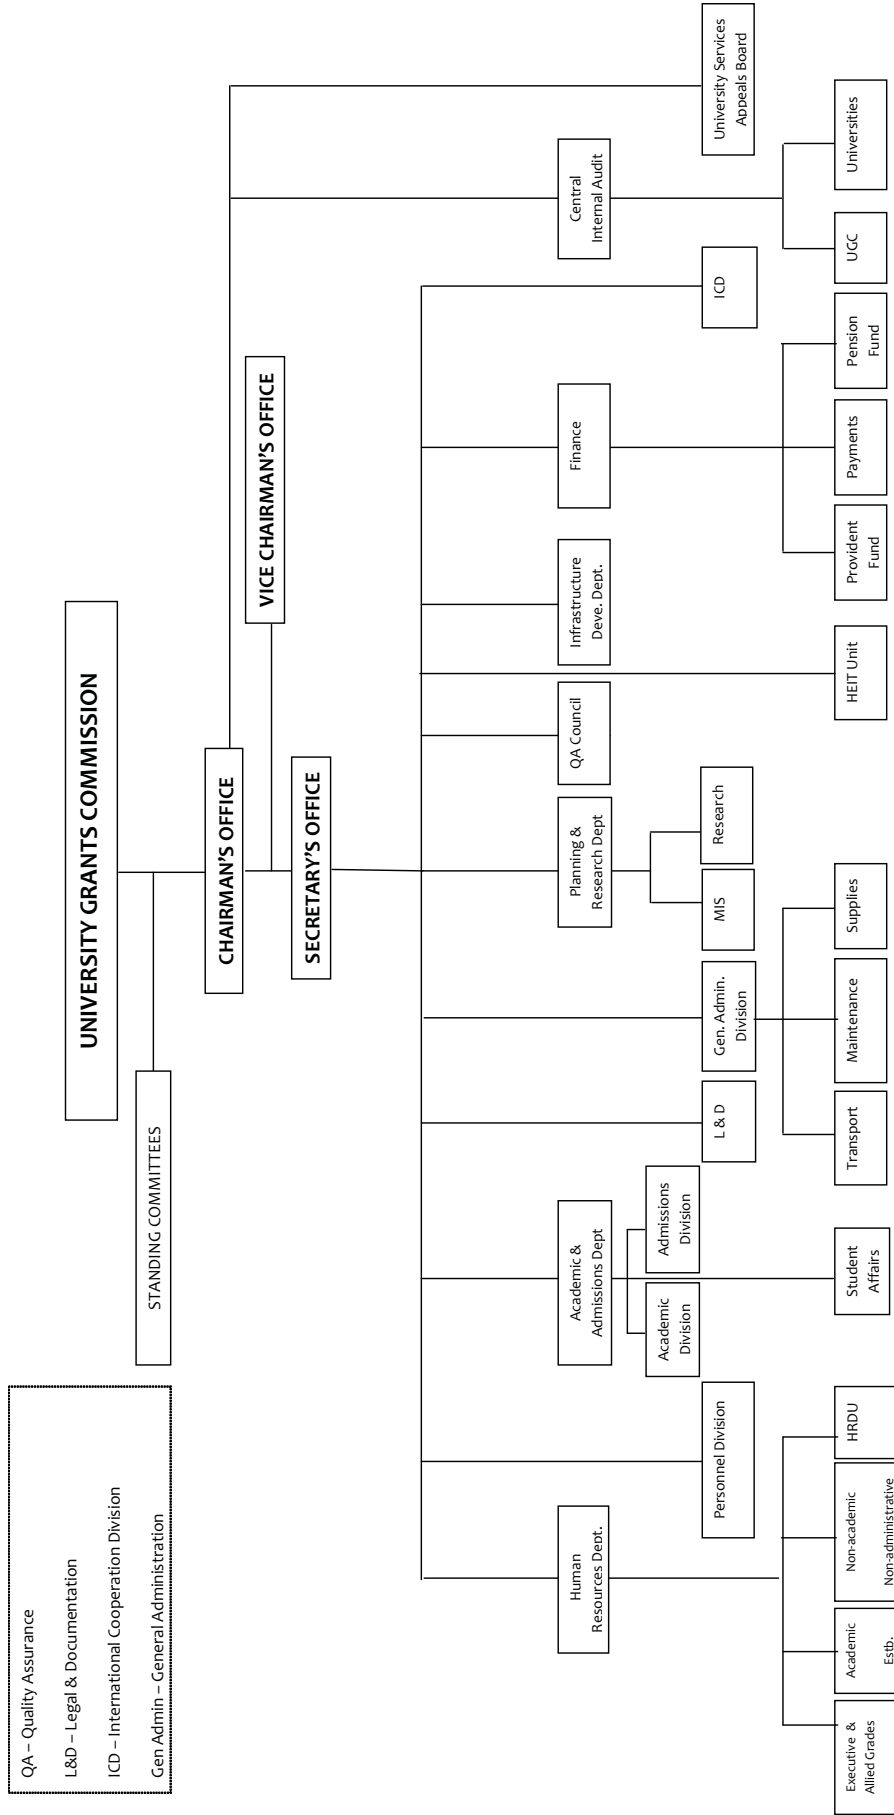 QA – Quality Assurance
L&D – Legal & Documentation
ICD – International Cooperation Division
Gen Admin – General Administration
UNIVERSITY GRANTS COMMISSION
STANDING COMMITTEES
CHAIRMAN'S OFFICE
VICE CHAIRMAN'S OFFICE
SECRETARY'S OFFICE
Human
Resources Dept.
Academic &
Admissions Dept
Planning &
Research Dept
QA Council
Infrastructure
Deve. Dept.
Finance
Central
Internal Audit
Academic
Division
Admissions
Division
Personnel Division
L & D
Gen. Admin.
Division
MIS
Research
ICD
University Services
Appeals Board
Executive &
Allied Grades
Academic
Estb.
Non-academic
Non-administrative
HRDU
Student
Affairs
Transport
Maintenance
Supplies
HEIT Unit
Provident
Fund
Payments
Pension
Fund
UGC
Universities